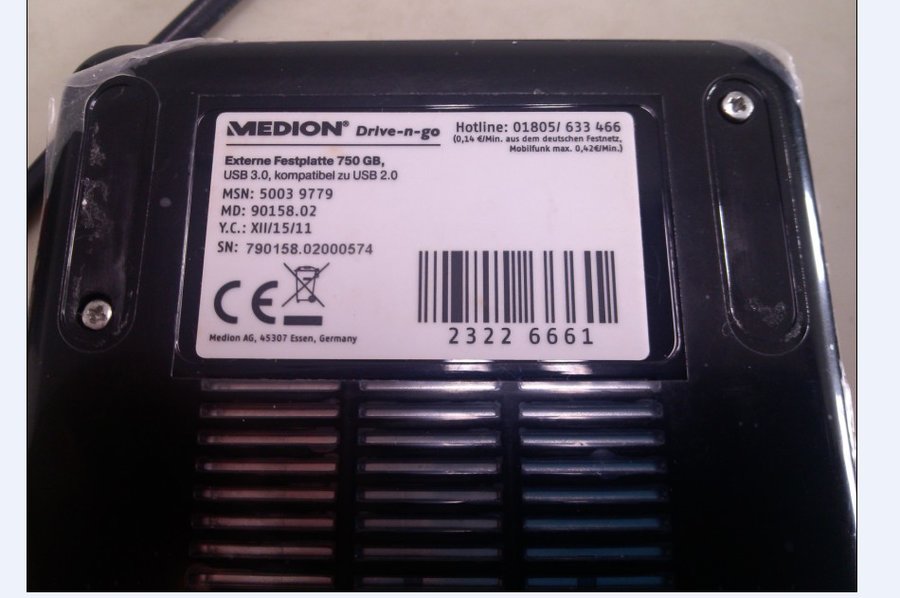 MEDION® Drive-n-go
Hotline: 01805/ 633 466
(0,14 €/Min. aus dem deutschen Festnetz,
Mobilfunk max. 0,42€/Min.)
Externe Festplatte 750 GB,
USB 3.0, kompatibel zu USB 2.0
MSN: 5003 9779
MD: 90158.02
Y.C.: XII/15/11
SN: 790158.02000574
CE
Medion AG, 45307 Essen, Germany
2322 6661